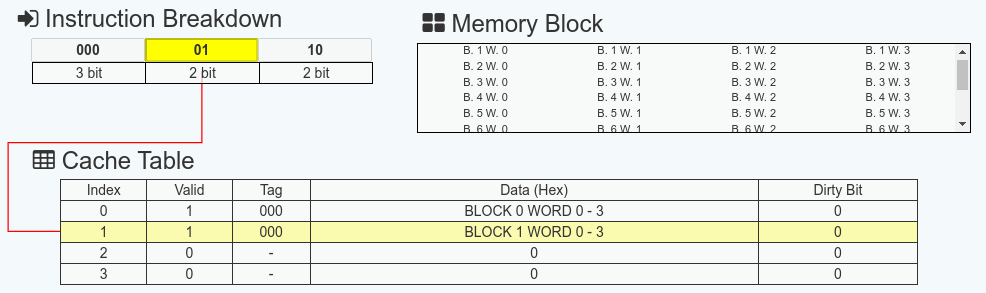 Instruction Breakdown
000 01 10
3 bit 2 bit 2 bit
Memory Block
B. 1 W. 0 B. 1 W. 1 B. 1 W. 2 B. 1 W. 3
B. 2 W. 0 B. 2 W. 1 B. 2 W. 2 B. 2 W. 3
B. 3 W. 0 B. 3 W. 1 B. 3 W. 2 B. 3 W. 3
B. 4 W. 0 B. 4 W. 1 B. 4 W. 2 B. 4 W. 3
B. 5 W. 0 B. 5 W. 1 B. 5 W. 2 B. 5 W. 3
B. 6 W. 0 B. 6 W. 1 B. 6 W. 2 B. 6 W. 3
Cache Table
Index Valid Tag Data (Hex) Dirty Bit
0 1 000 BLOCK 0 WORD 0 - 3 0
1 1 000 BLOCK 1 WORD 0 - 3 0
2 0 - 0 0
3 0 - 0 0